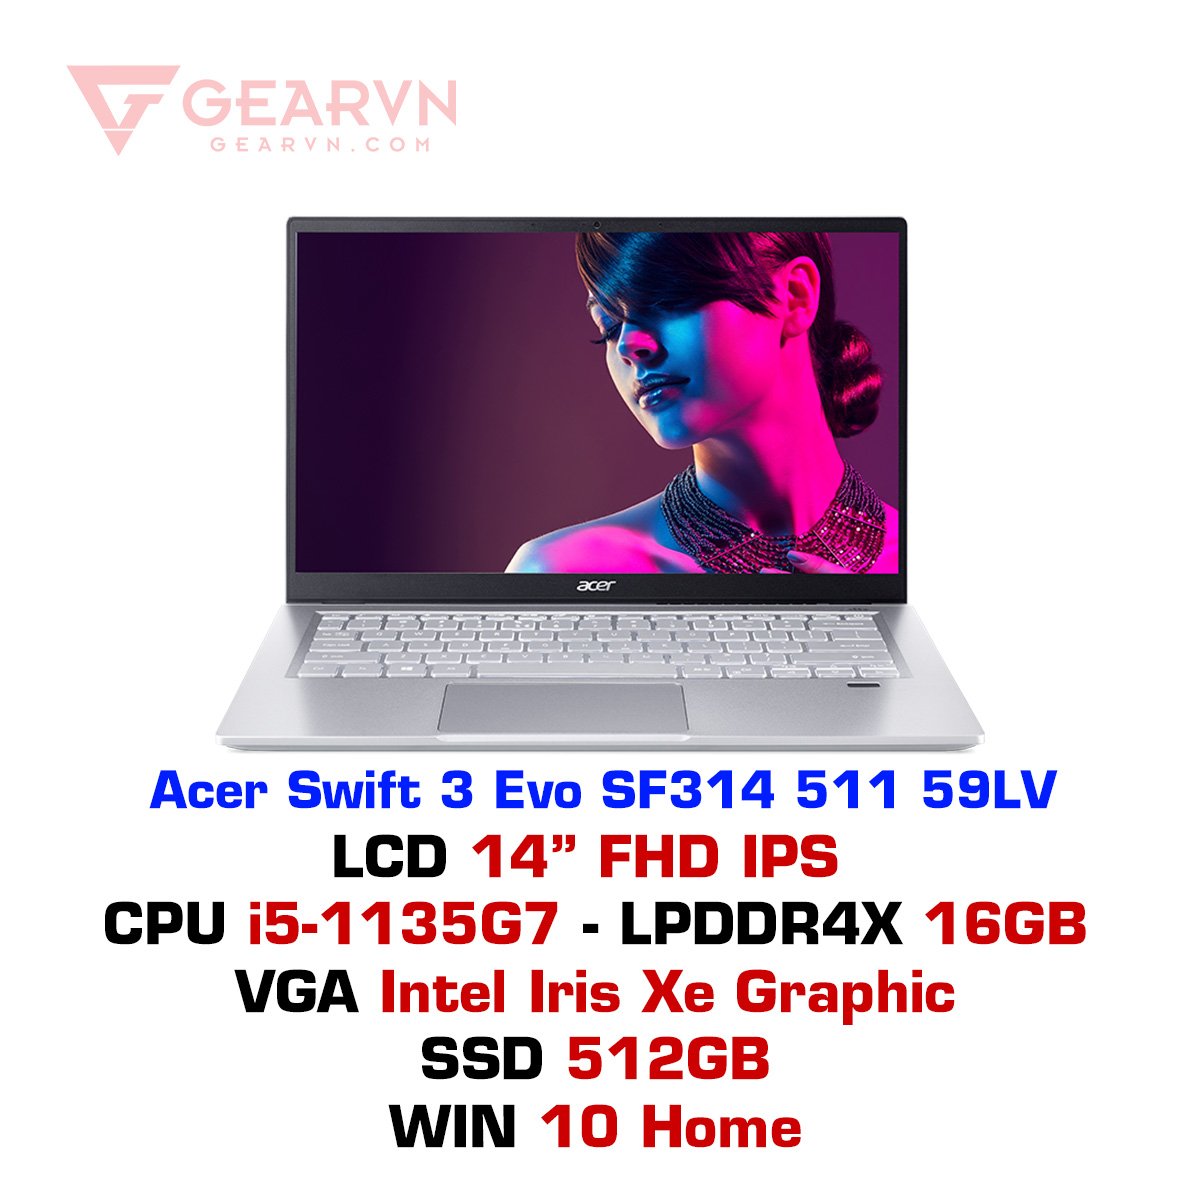 GEARVN
GEARVN.COM
acer
Acer Swift 3 Evo SF314 511 59LV
LCD 14” FHD IPS
CPU i5-1135G7 - LPDDR4X 16GB
VGA Intel Iris Xe Graphic
SSD 512GB
WIN 10 Home